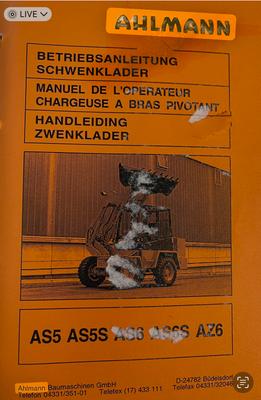 LIVE
AHLMANN
BETRIEBSANLEITUNG
SCHWENKLADER
MANUEL DE L'OPERATEUR
CHARGEUSE A BRAS PIVOTANT
HANDLEIDING
ZWENKLADER
AS5 AS5S AS6 AS6S AZ6
Ahlmann Baumaschinen GmbH D-24782 Büdelsdorf
Telefon 04331/351-01 Teletex (17) 433 111 Telefax 04331/32046